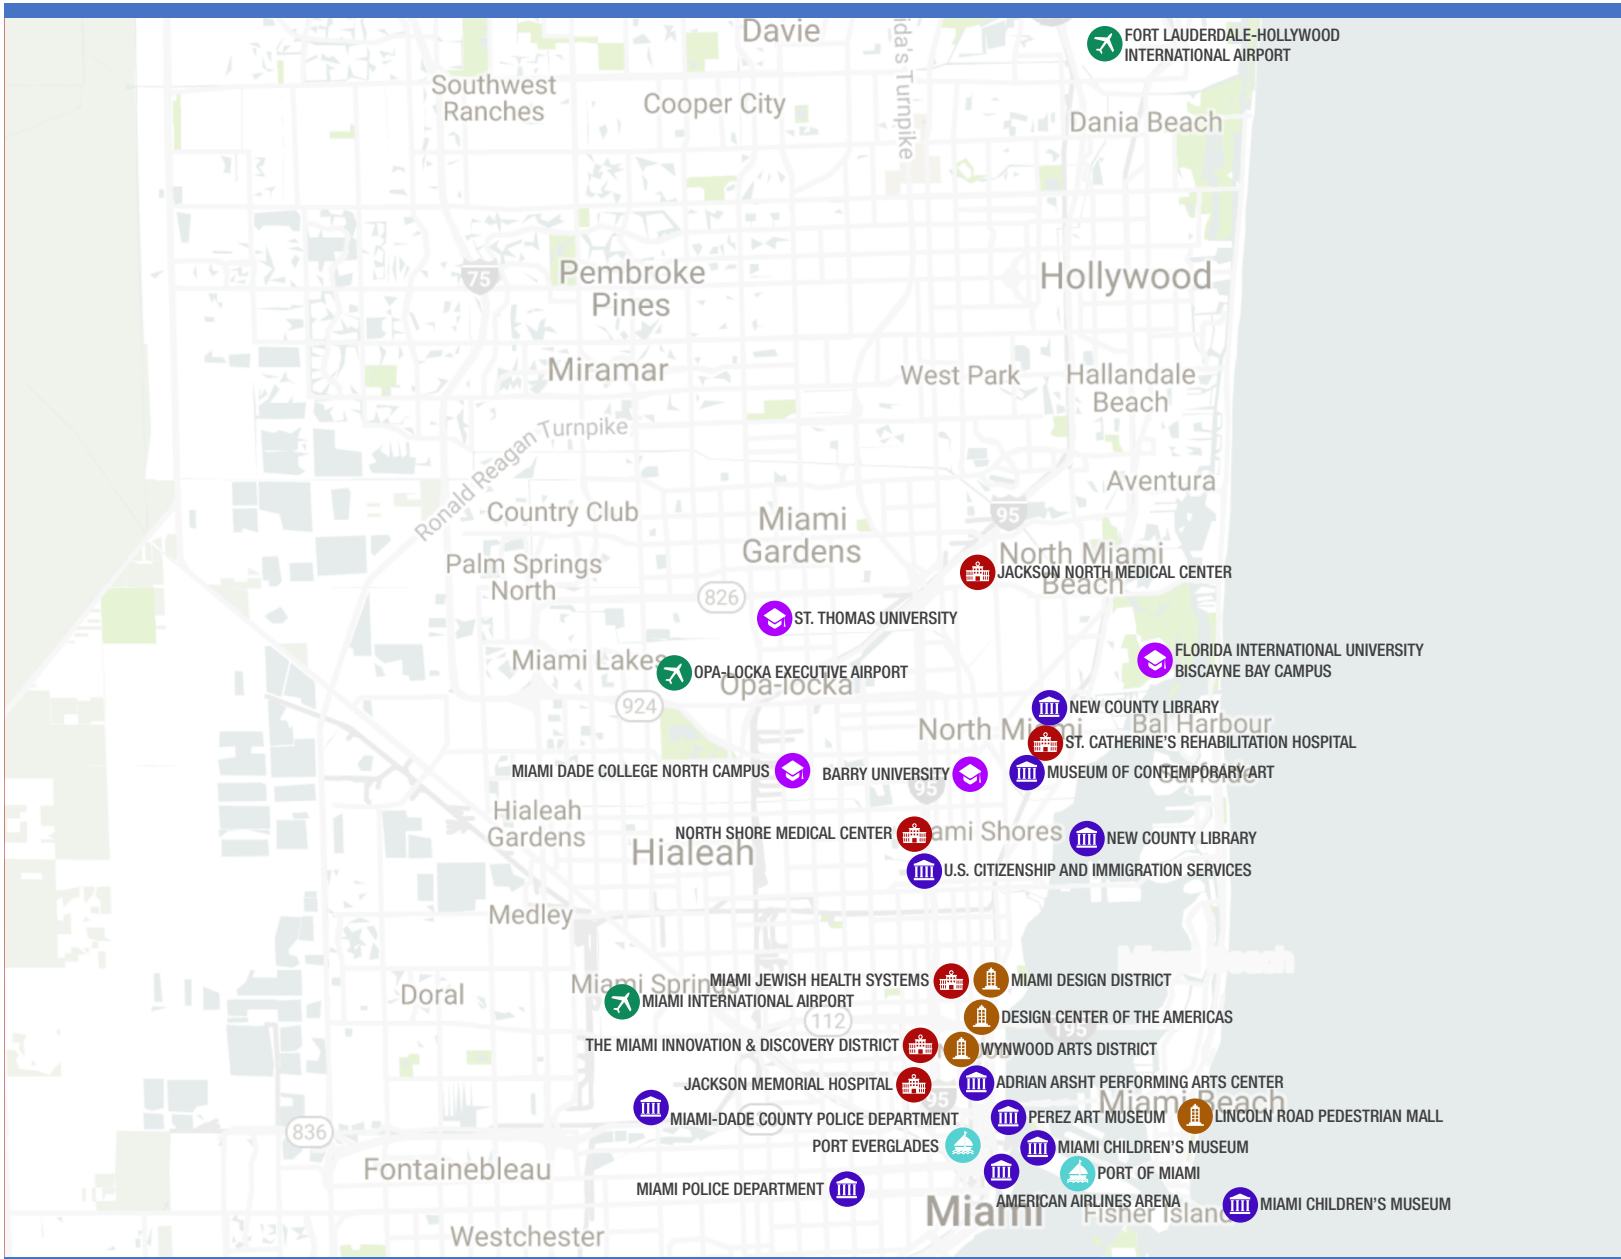 Davie
FORT LAUDERDALE-HOLLYWOOD
INTERNATIONAL AIRPORT
ida's Turnpike
Southwest
Ranches
Cooper City
Dania Beach
75
Pembroke
Pines
Hollywood
Miramar
West Park
Hallandale
Beach
Ronald Reagan Turnpike
Aventura
Country Club
Miami
Gardens
95
North Miami
Beach
JACKSON NORTH MEDICAL CENTER
Palm Springs
North
826
ST. THOMAS UNIVERSITY
FLORIDA INTERNATIONAL UNIVERSITY
BISCAYNE BAY CAMPUS
Miami Lakes
OPA-LOCKA EXECUTIVE AIRPORT
Opa-locka
924
NEW COUNTY LIBRARY
North Miami
Bal Harbour
ST. CATHERINE'S REHABILITATION HOSPITAL
MIAMI DADE COLLEGE NORTH CAMPUS
BARRY UNIVERSITY
MUSEUM OF CONTEMPORARY ART
Surfside
95
Hialeah
Gardens
NORTH SHORE MEDICAL CENTER
ami Shores
NEW COUNTY LIBRARY
Hialeah
U.S. CITIZENSHIP AND IMMIGRATION SERVICES
Medley
Miami Beach
Miami Springs
MIAMI JEWISH HEALTH SYSTEMS
MIAMI DESIGN DISTRICT
Doral
MIAMI INTERNATIONAL AIRPORT
112
DESIGN CENTER OF THE AMERICAS
195
THE MIAMI INNOVATION & DISCOVERY DISTRICT
WYNWOOD ARTS DISTRICT
JACKSON MEMORIAL HOSPITAL
ADRIAN ARSHT PERFORMING ARTS CENTER
95
Miami Beach
MIAMI-DADE COUNTY POLICE DEPARTMENT
PEREZ ART MUSEUM
LINCOLN ROAD PEDESTRIAN MALL
836
PORT EVERGLADES
MIAMI CHILDREN'S MUSEUM
Fontainebleau
PORT OF MIAMI
MIAMI POLICE DEPARTMENT
AMERICAN AIRLINES ARENA
Miami
Fisher Island
MIAMI CHILDREN'S MUSEUM
Westchester